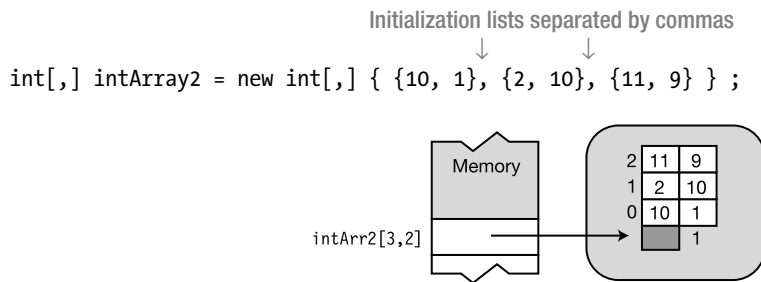 Initialization lists separated by commas
int[,] intArray2 = new int[,] { {10, 1}, {2, 10}, {11, 9} } ;
Memory
intArr2[3,2]
2 11 9
1 2 10
0 10 1
1